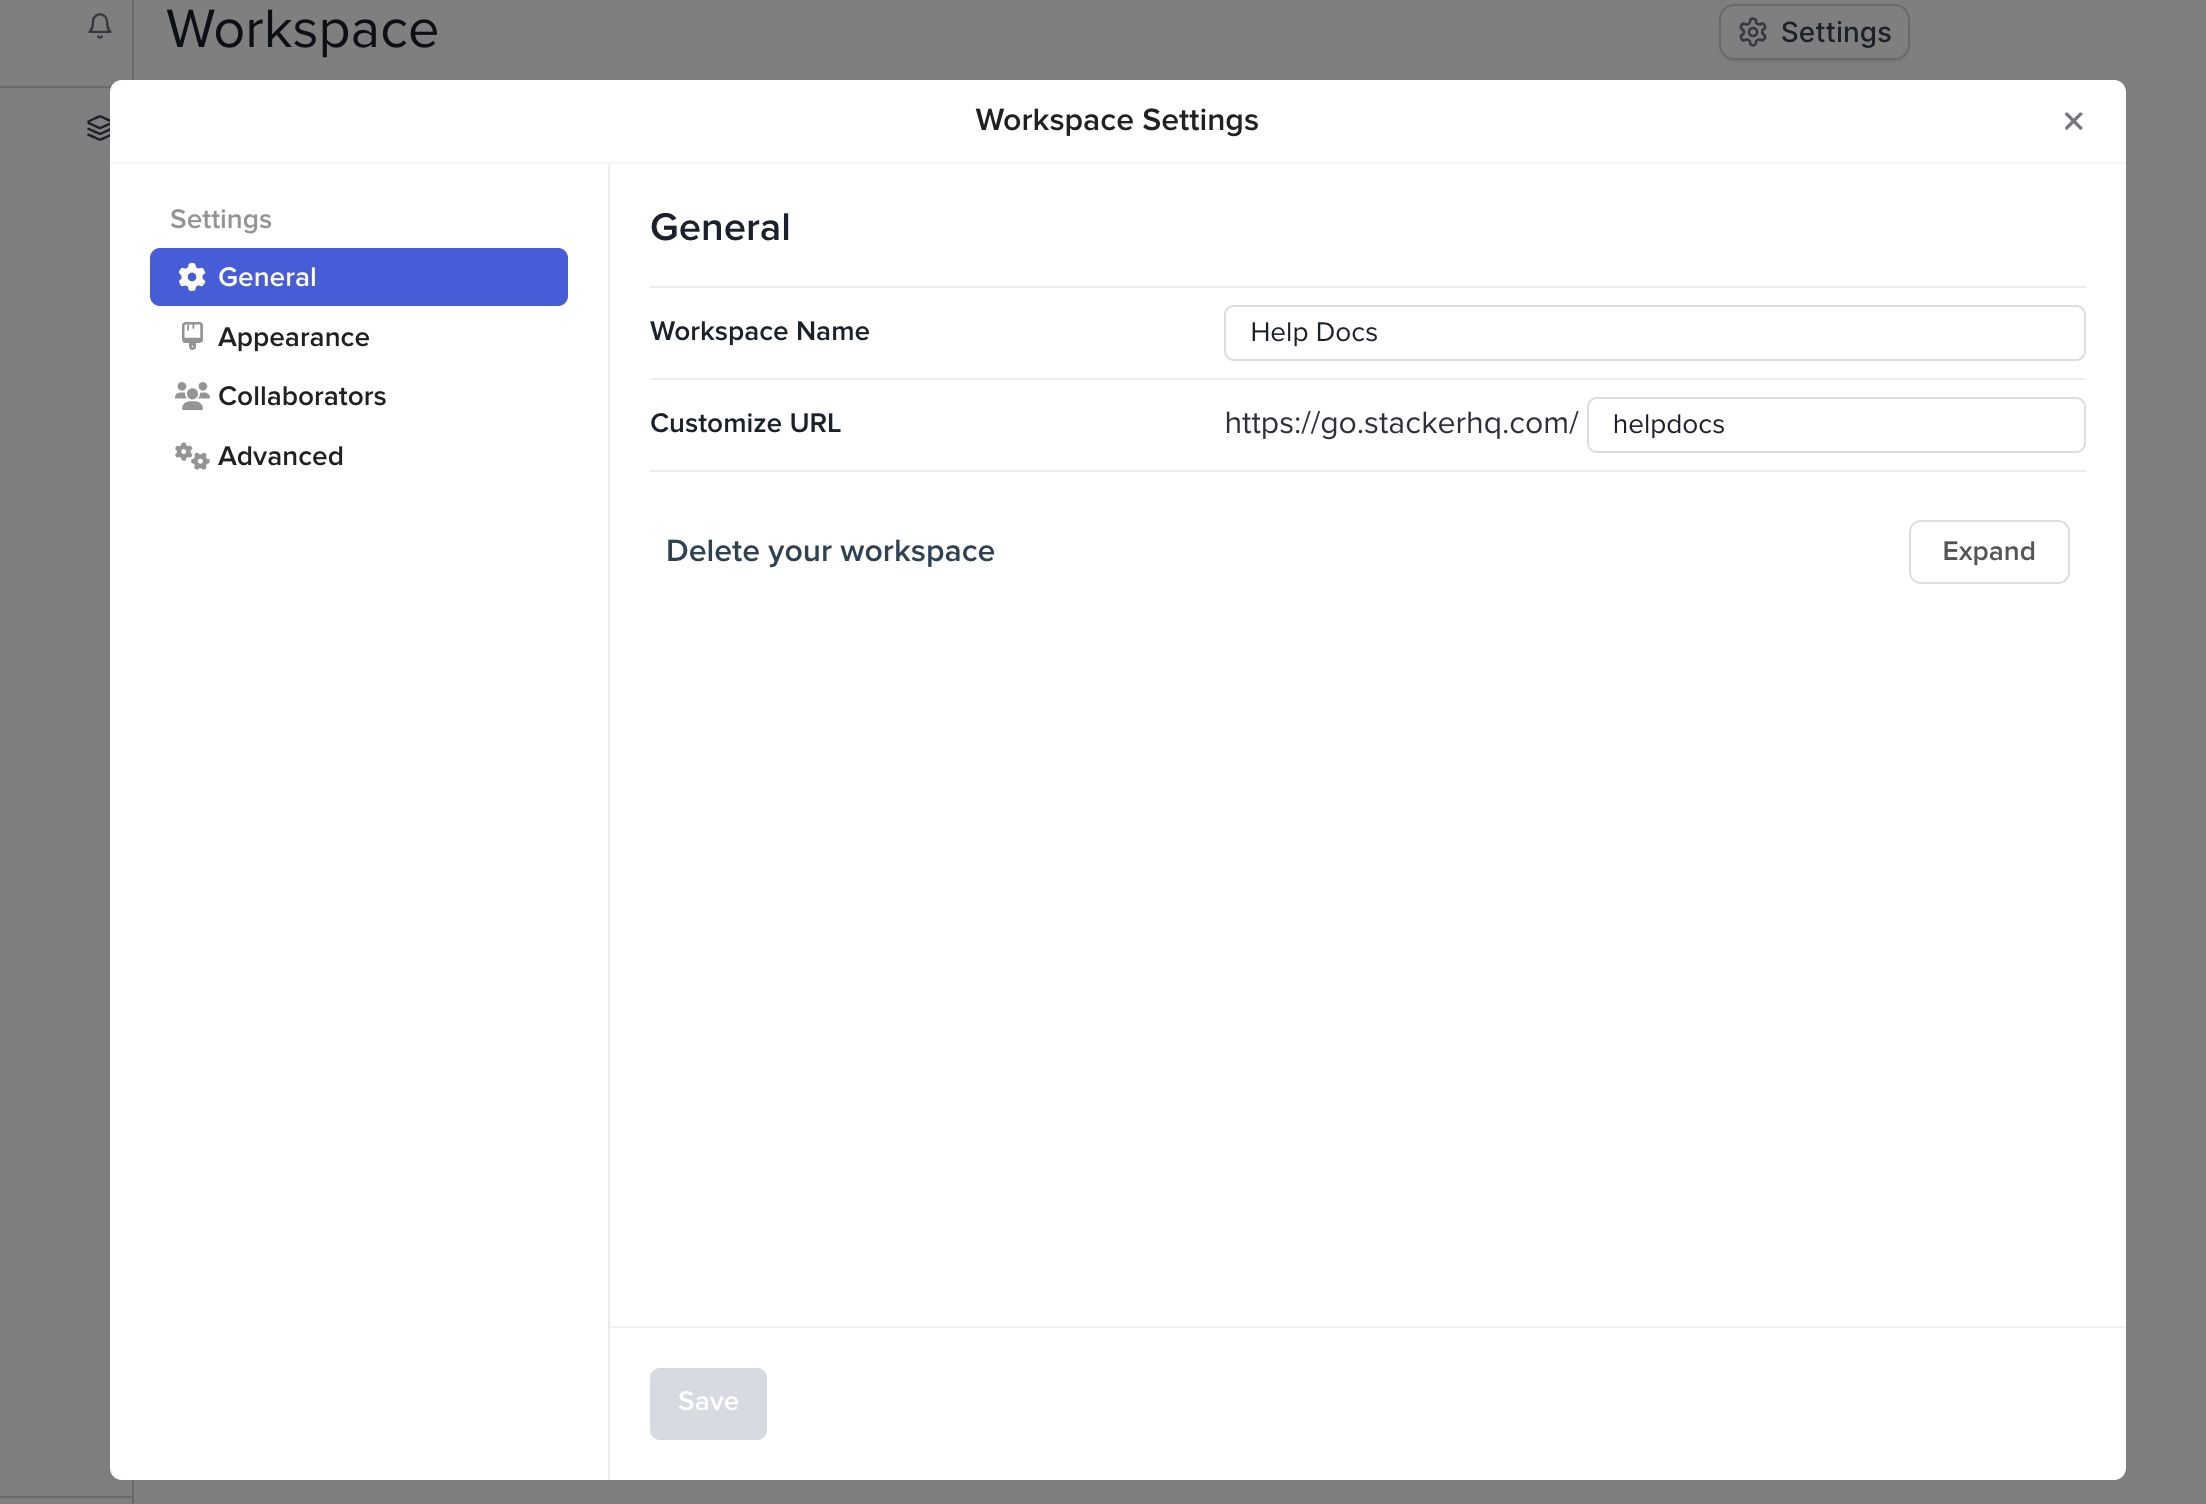 Workspace
Settings
Workspace Settings
Settings
General
Appearance
Collaborators
Advanced
General
Workspace Name
Help Docs
Customize URL
https://go.stackerhq.com/ helpdocs
Delete your workspace
Expand
Save